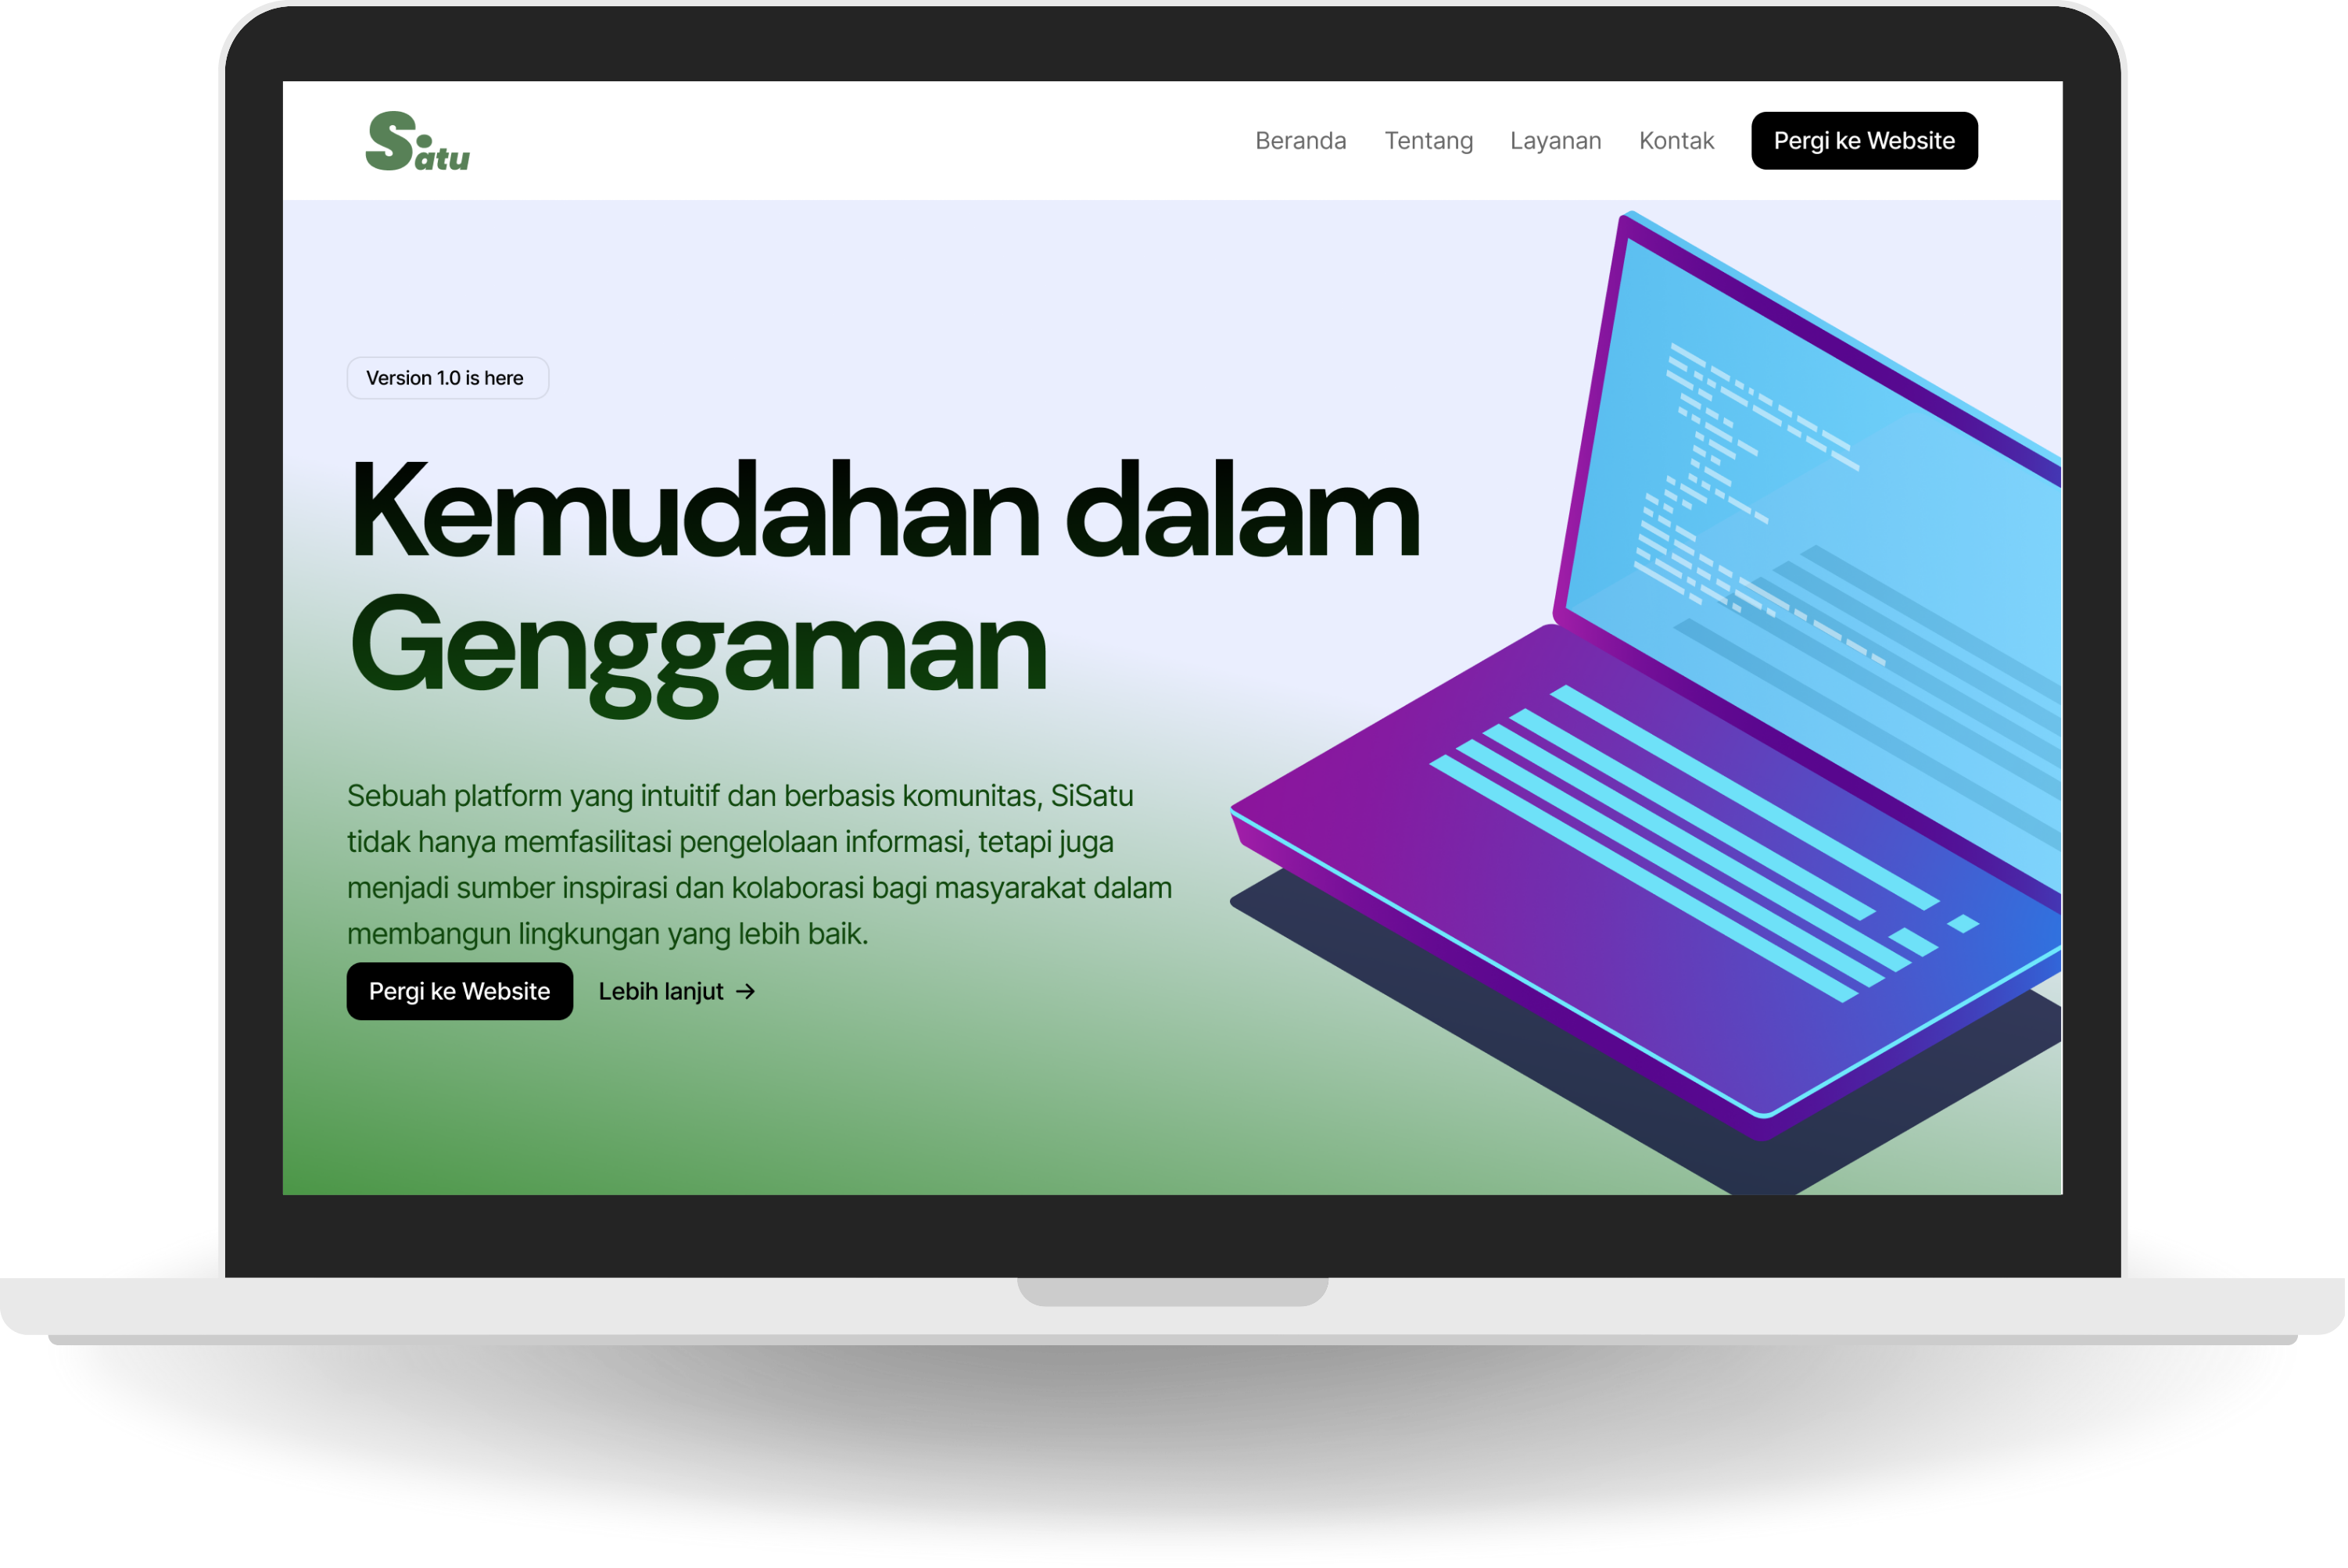 Siatu
Beranda Tentang Layanan Kontak Pergi ke Website
Version 1.0 is here
Kemudahan dalam
Genggaman
Sebuah platform yang intuitif dan berbasis komunitas, SiSatu
tidak hanya memfasilitasi pengelolaan informasi, tetapi juga
menjadi sumber inspirasi dan kolaborasi bagi masyarakat dalam
membangun lingkungan yang lebih baik.
Pergi ke Website Lebih lanjut →